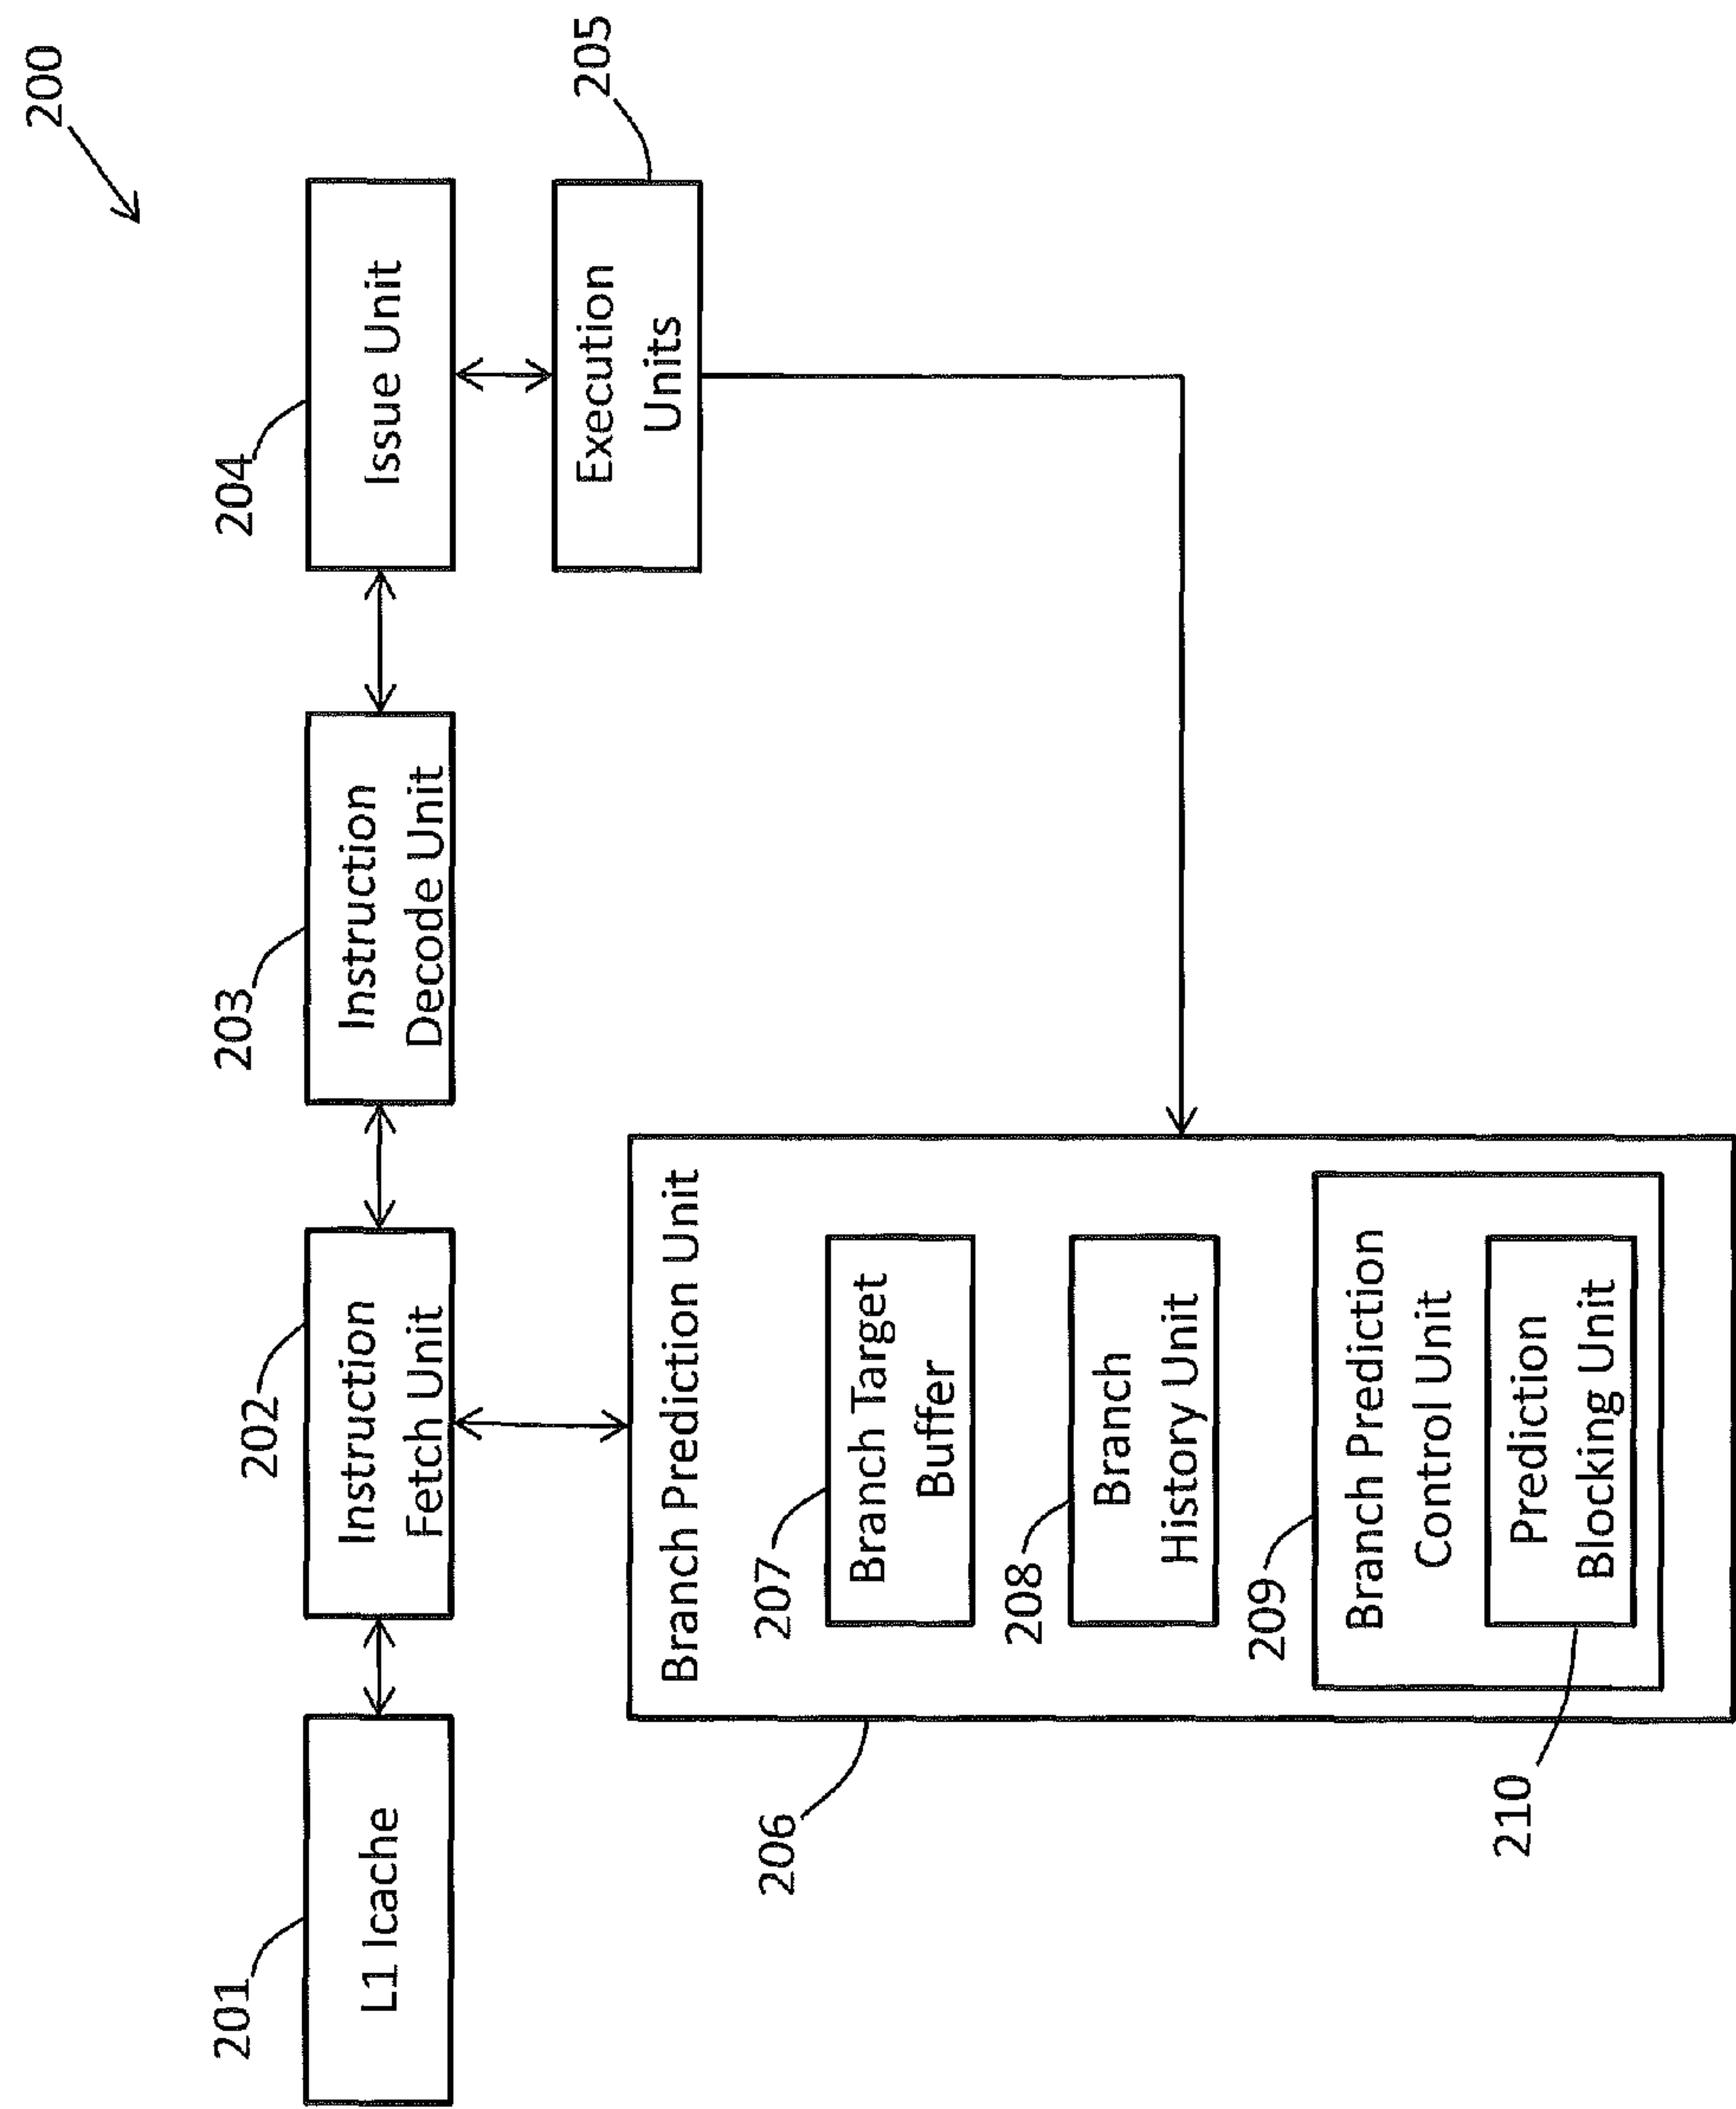 200
201
L1 Icache
202
Instruction
Fetch Unit
203
Instruction
Decode Unit
204
Issue Unit
205
Execution
Units
206
Branch Prediction Unit
207
Branch Target
Buffer
208
Branch
History Unit
209
Branch Prediction
Control Unit
210
Prediction
Blocking Unit